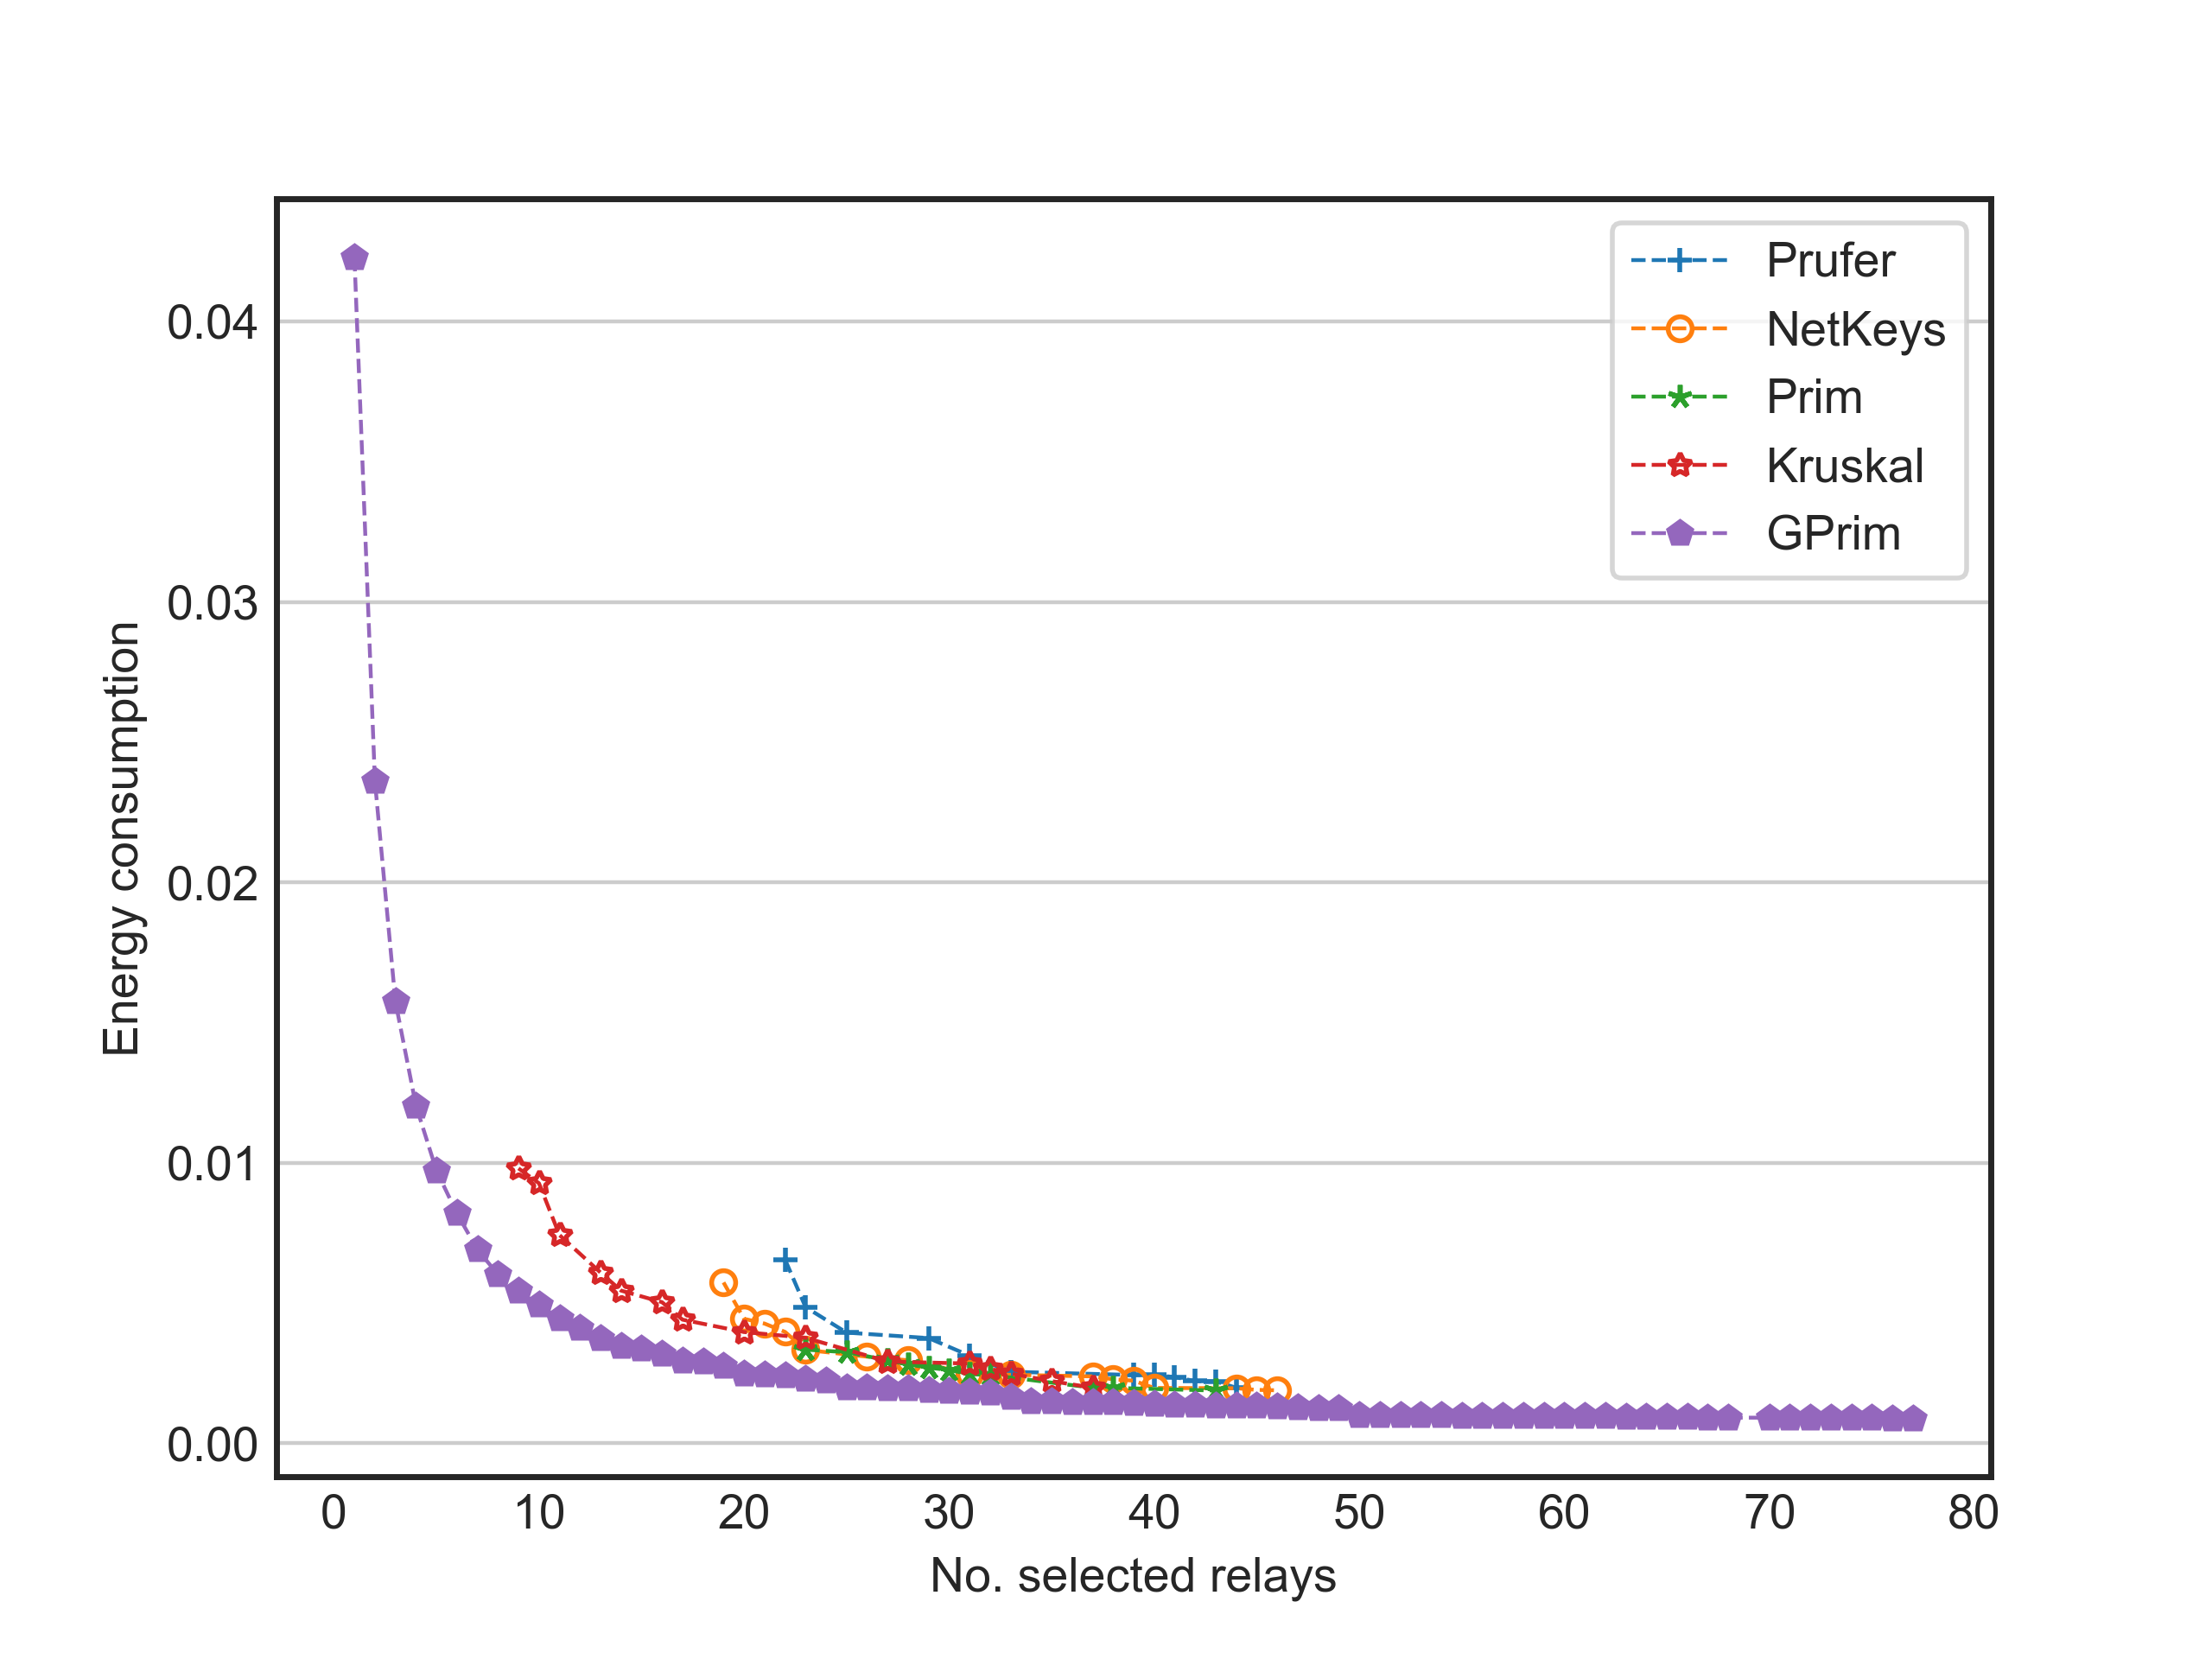 Prufer
NetKeys
Prim
Kruskal
GPrim
0.04
0.03
0.02
0.01
0.00
Energy consumption
0 10 20 30 40 50 60 70 80
No. selected relays